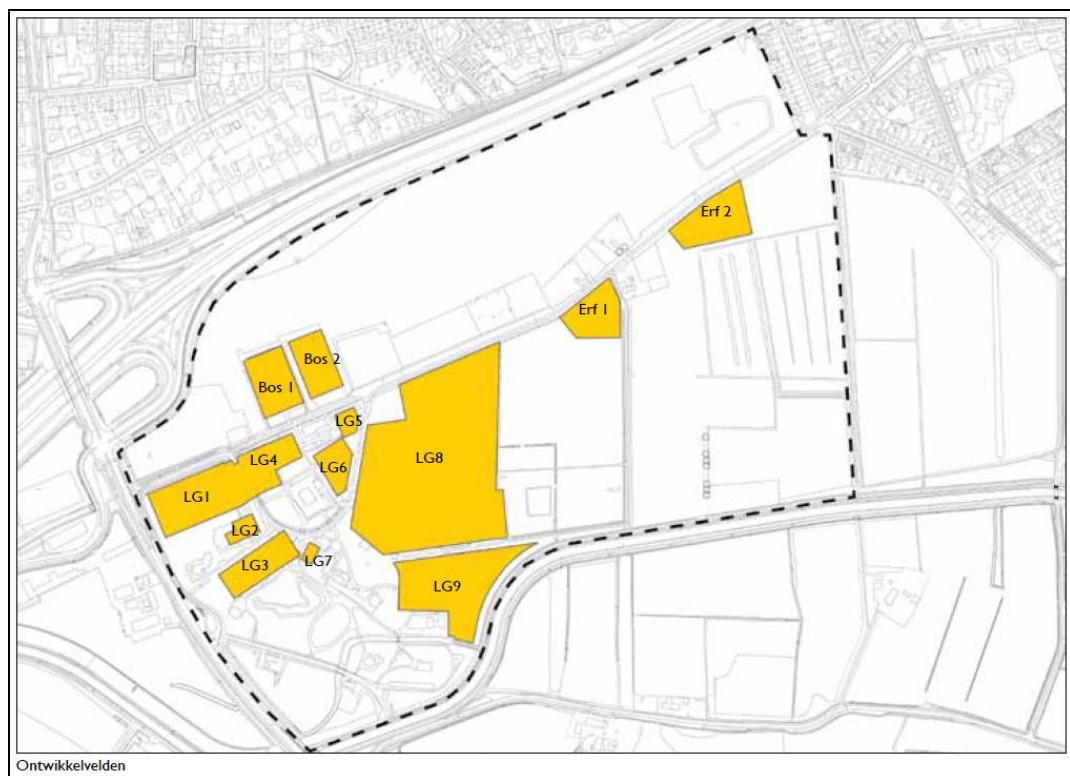 Erf 2
Erf 1
Bos 2
Bos 1
LG5
LG4
LG6
LG8
LG1
LG2
LG7
LG3
LG9
Ontwikkelvelden